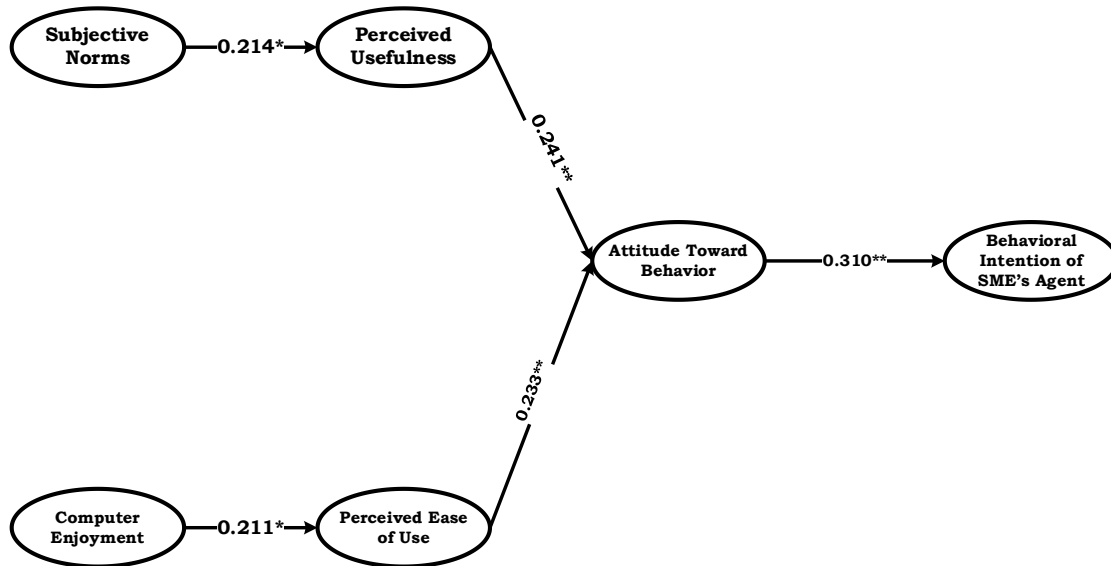 Subjective
Norms
0.214*
Perceived
Usefulness
0.241**
Attitude Toward
Behavior
0.310**
Behavioral
Intention of
SME's Agent
0.233**
Computer
Enjoyment
0.211*
Perceived Ease
of Use